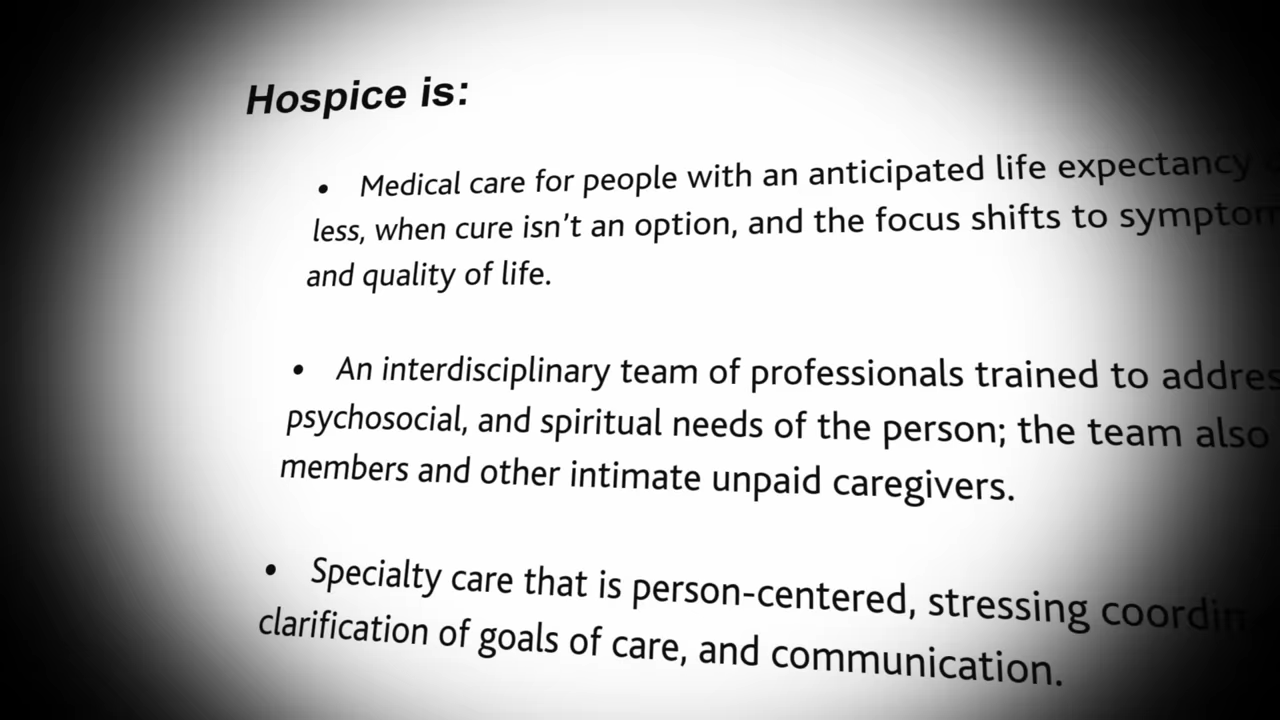 Hospice is:
• Medical care for people with an anticipated life expectancy
less, when cure isn't an option, and the focus shifts to
and quality of life.
• An interdisciplinary team of professionals trained to
psychosocial, and spiritual needs of the person; the team also
members and other intimate unpaid caregivers.
• Specialty care that is person-centered, stressing
clarification of goals of care, and communication.